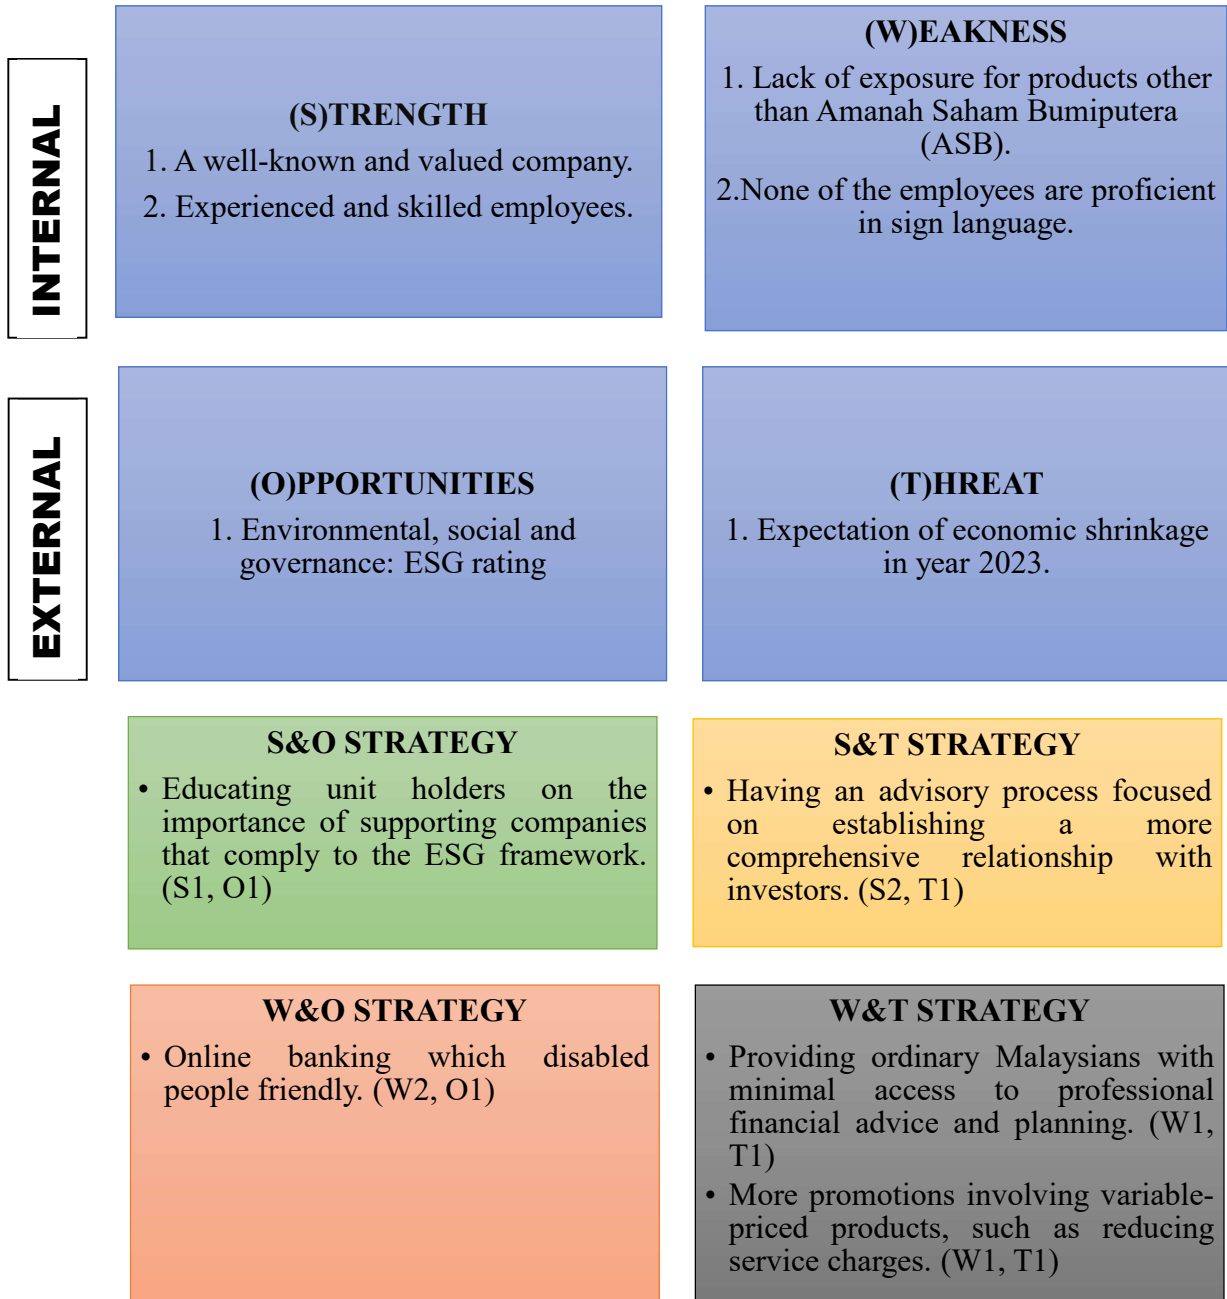 INTERNAL
(S)TRENGTH
1. A well-known and valued company.
2. Experienced and skilled employees.
(W)EAKNESS
1. Lack of exposure for products other
than Amanah Saham Bumiputera
(ASB).
2.None of the employees are proficient
in sign language.
EXTERNAL
(O)PPORTUNITIES
1. Environmental, social and
governance: ESG rating
(T)HREAT
1. Expectation of economic shrinkage
in year 2023.
S&O STRATEGY
• Educating unit holders on the
importance of supporting companies
that comply to the ESG framework.
(S1, O1)
S&T STRATEGY
• Having an advisory process focused
on establishing a more
comprehensive relationship with
investors. (S2, T1)
W&O STRATEGY
• Online banking which disabled
people friendly. (W2, O1)
W&T STRATEGY
• Providing ordinary Malaysians with
minimal access to professional
financial advice and planning. (W1,
T1)
• More promotions involving variable-
priced products, such as reducing
service charges. (W1, T1)